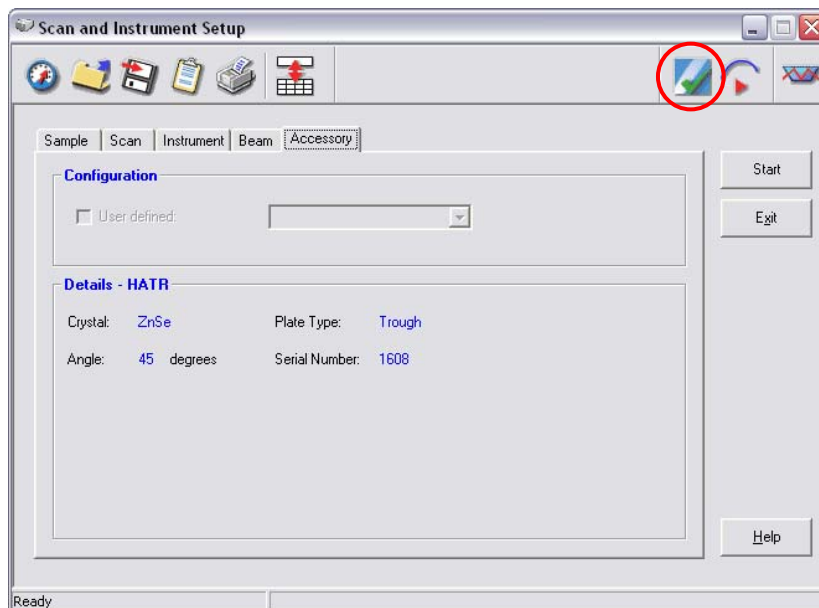 Scan and Instrument Setup
Sample Scan Instrument Beam Accessory
Start
Configuration
User defined:
Exit
Details - HATR
Crystal: ZnSe Plate Type: Trough
Angle: 45 degrees Serial Number: 1608
Help
Ready